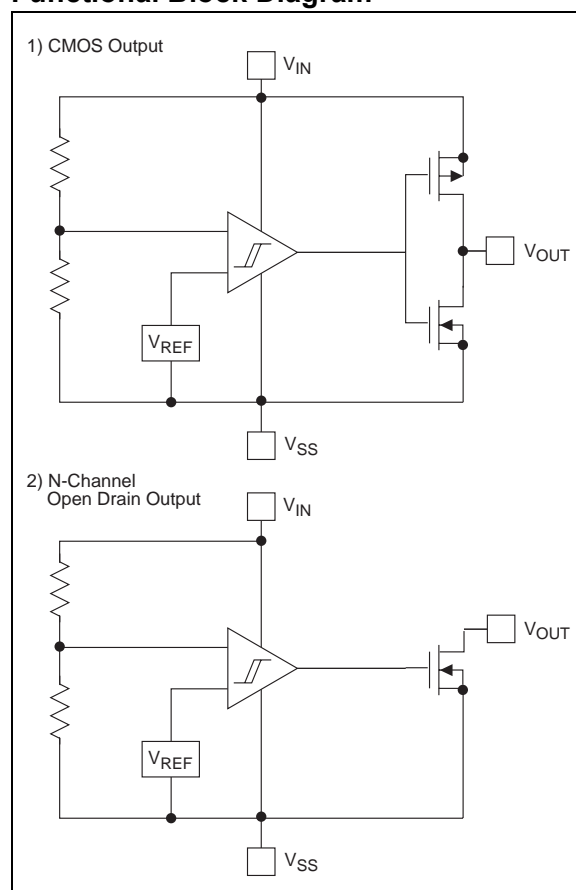 Functional Block Diagram
1) CMOS Output
VIN
VREF
VOUT
VSS
2) N-Channel
Open Drain Output
VIN
VOUT
VREF
VSS